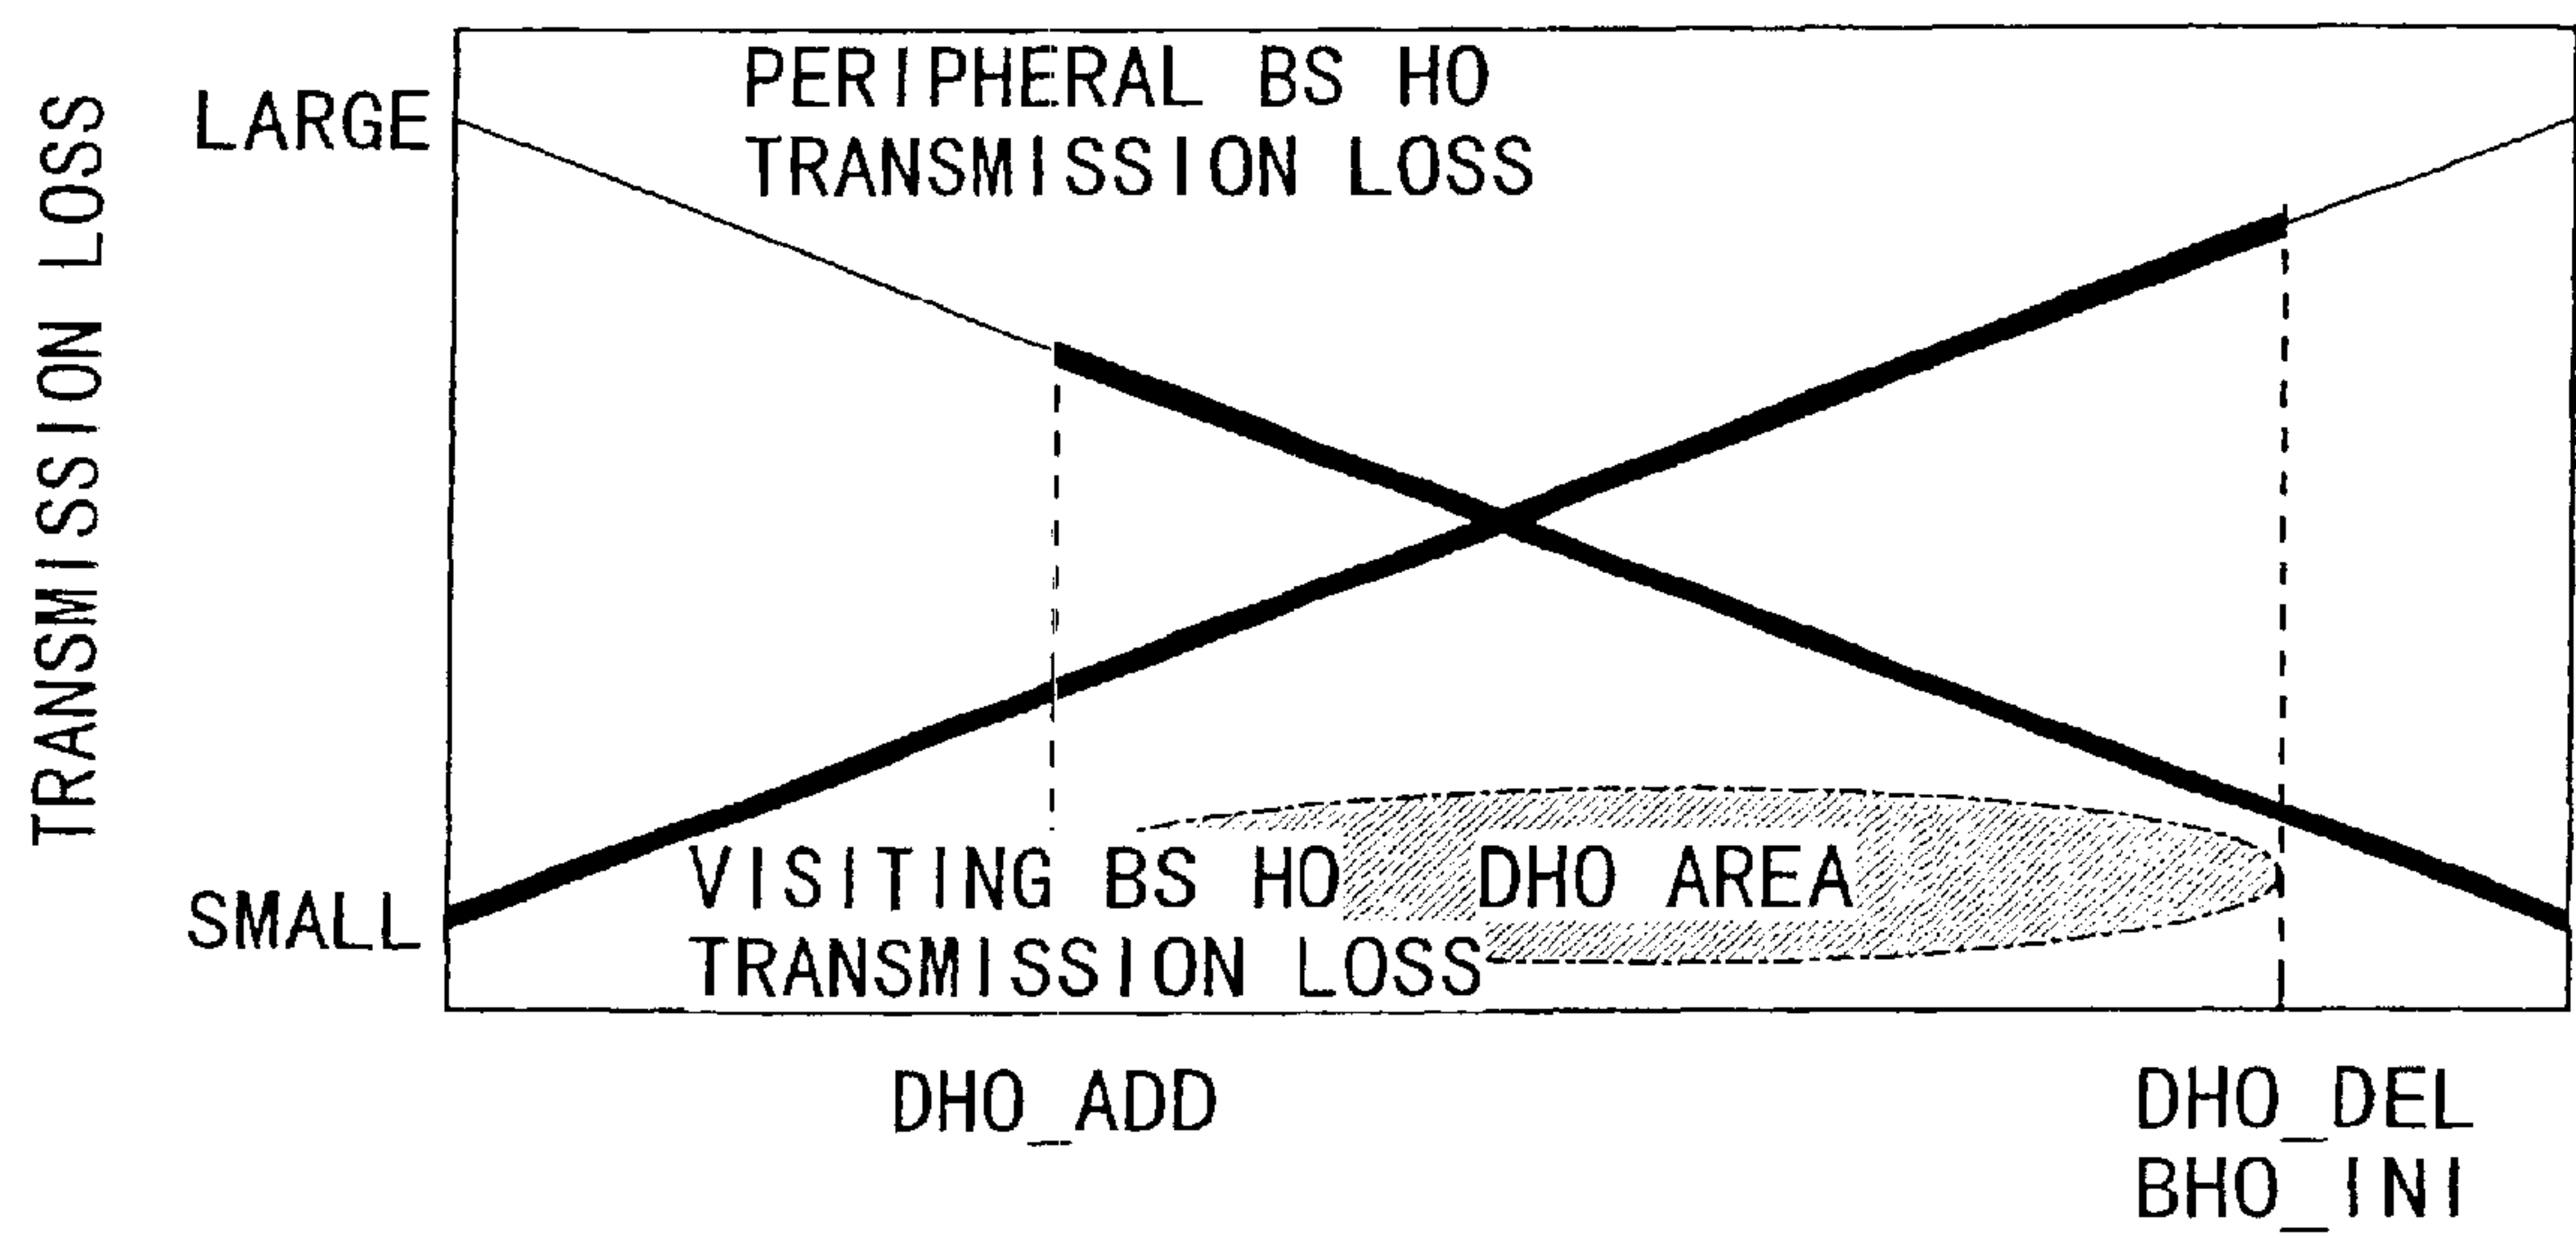 PERIPHERAL BS HO
TRANSMISSION LOSS
LARGE
TRANSMISSION LOSS
VISITING BS HO DHO AREA
TRANSMISSION LOSS
SMALL
DHO_ADD
DHO_DEL
BHO_INI